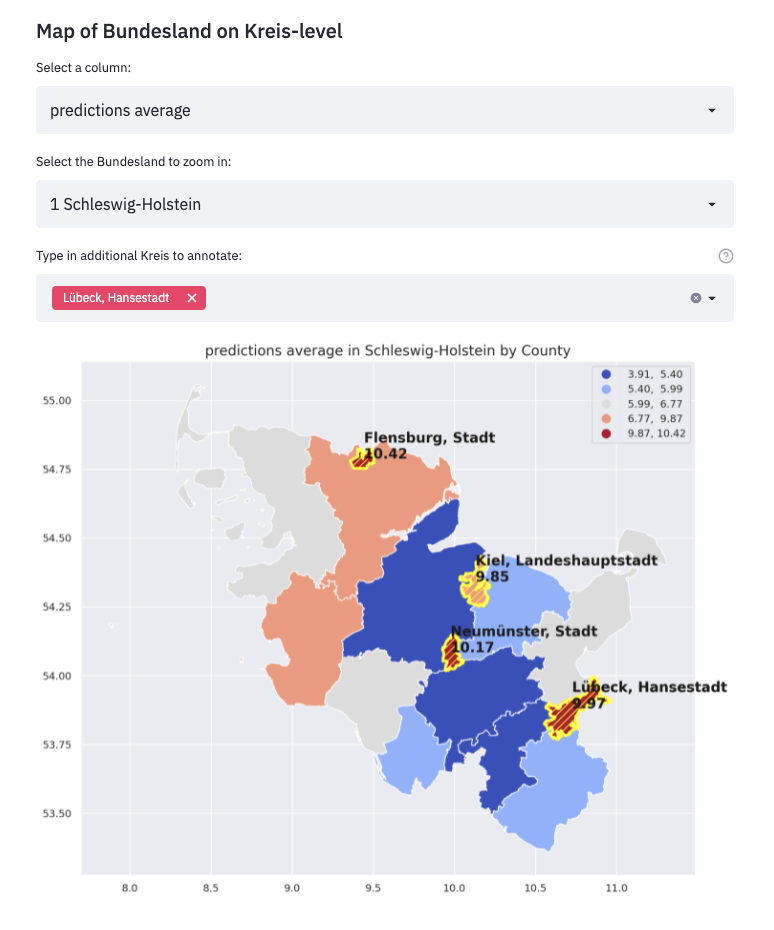 Map of Bundesland on Kreis-level
Select a column:
predictions average
Select the Bundesland to zoom in:
1 Schleswig-Holstein
Type in additional Kreis to annotate:
Lübeck, Hansestadt
predictions average in Schleswig-Holstein by County
3.91, 5.40
5.40, 5.99
5.99, 6.77
6.77, 9.87
9.87, 10.42
55.00
54.75
54.50
54.25
54.00
53.75
53.50
Flensburg, Stadt
10.42
Kiel, Landeshauptstadt
9.85
Neumünster, Stadt
10.17
Lübeck, Hansestadt
9.97
8.0 8.5 9.0 9.5 10.0 10.5 11.0